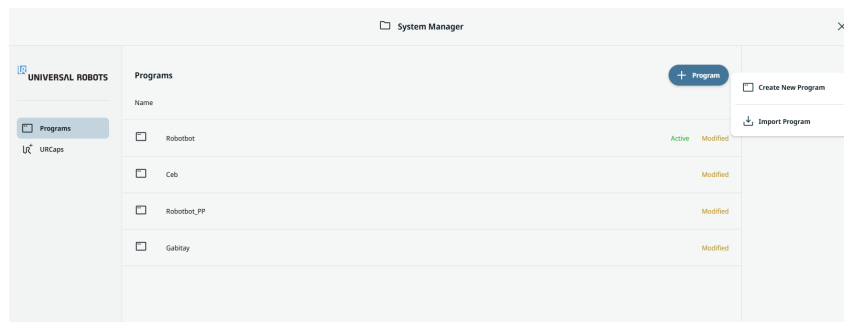 System Manager
UNIVERSAL ROBOTS
Programs
URCaps
Programs
Program
Name
Robotbot Active Modified
Ceb Modified
Robotbot_PP Modified
Gabitay Modified
Create New Program
Import Program